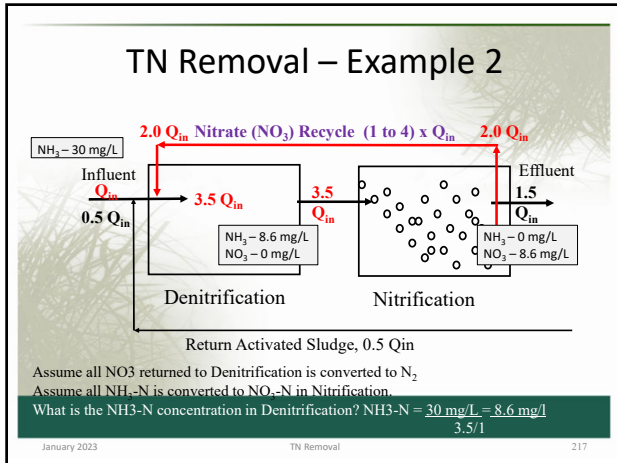 TN Removal – Example 2
2.0 Qin Nitrate (NO3) Recycle (1 to 4) x Qin 2.0 Qin
NH3 – 30 mg/L
Influent
Effluent
Qin
3.5 Qin
3.5
Qin
1.5
Qin
0.5 Qin
NH3 – 8.6 mg/L
NO3 – 0 mg/L
NH3 – 0 mg/L
NO3 – 8.6 mg/L
Denitrification
Nitrification
Return Activated Sludge, 0.5 Qin
Assume all NO3 returned to Denitrification is converted to N2
Assume all NH3-N is converted to NO3-N in Nitrification.
What is the NH3-N concentration in Denitrification? NH3-N = 30 mg/L = 8.6 mg/l
3.5/1
January 2023
TN Removal
217